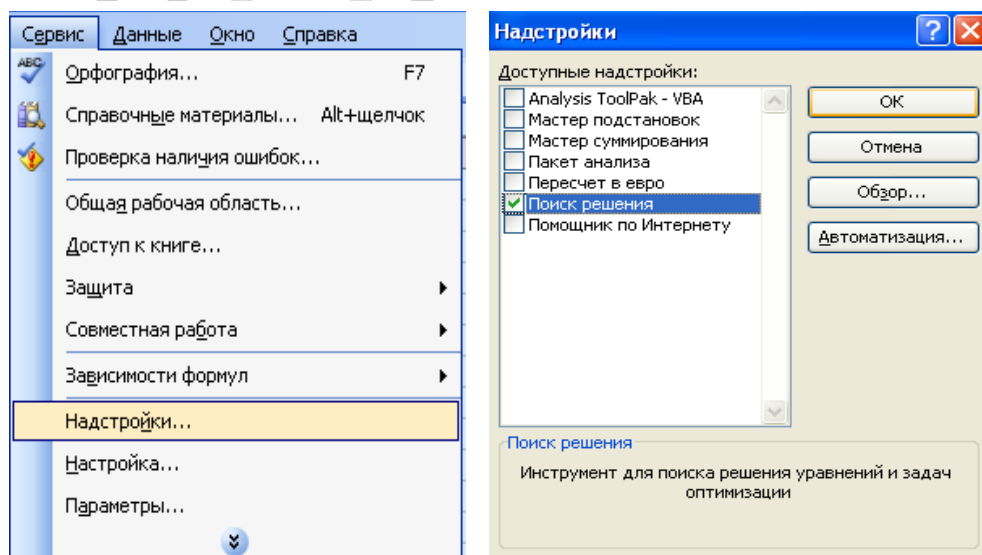 Сервис Данные Окно Справка
ABC
Орфография... F7
Справочные материалы... Alt+щелчок
Проверка наличия ошибок...
Общая рабочая область...
Доступ к книге...
Защита
Совместная работа
Зависимости формул
Надстройки...
Настройка...
Параметры...
Надстройки
Доступные надстройки:
Analysis ToolPak - VBA
Мастер подстановок
Мастер суммирования
Пакет анализа
Пересчет в евро
Поиск решения
Помощник по Интернету
ОК
Отмена
Обзор...
Автоматизация...
Поиск решения
Инструмент для поиска решения уравнений и задач
оптимизации